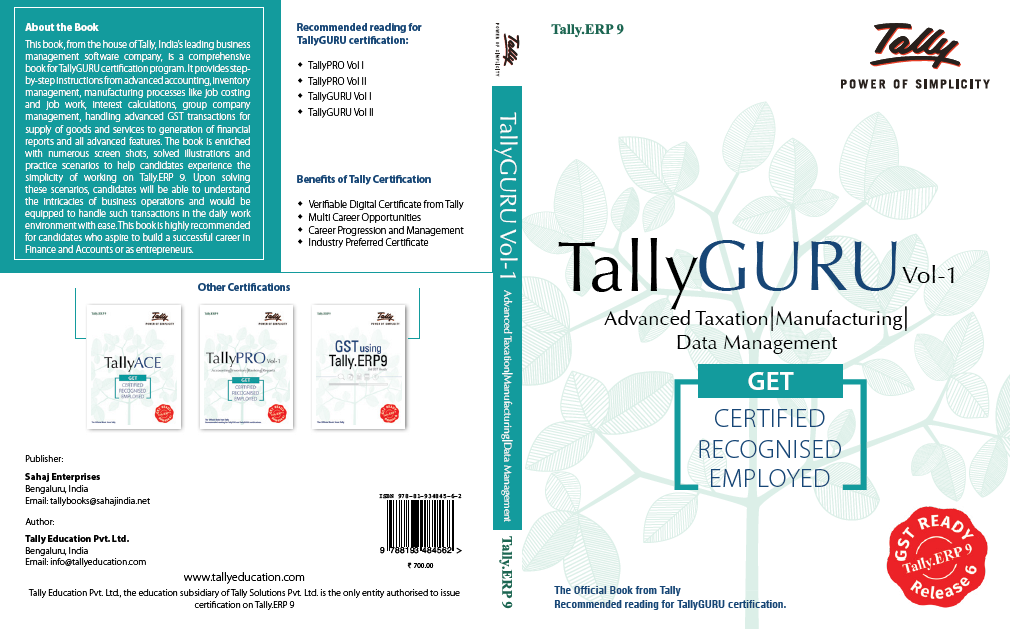 About the Book
This book, from the house of Tally, India's leading business
management software company, is a comprehensive
book for TallyGURU certification program. It provides step-
by-step instructions from advanced accounting, inventory
management, manufacturing processes like job costing
and job work, interest calculations, group company
management, handling advanced GST transactions for
supply of goods and services to generation of financial
reports and all advanced features. The book is enriched
with numerous screen shots, solved illustrations and
practice scenarios to help candidates experience the
simplicity of working on Tally.ERP 9. Upon solving
these scenarios, candidates will be able to understand
the intricacies of business operations and would be
equipped to handle such transactions in the daily work
environment with ease. This book is highly recommended
for candidates who aspire to build a successful career in
Finance and Accounts or as entrepreneurs.
Recommended reading for
TallyGURU certification:
TallyPRO Vol I
TallyPRO Vol II
TallyGURU Vol I
TallyGURU Vol II
Benefits of Tally Certification
Verifiable Digital Certificate from Tally
Multi Career Opportunities
Career Progression and Management
Industry Preferred Certificate
Other Certifications
Tally
POWER OF SIMPLICITY
TallyACE
GET
CERTIFIED
RECOGNISED
EMPLOYED
Tally
POWER OF SIMPLICITY
TallyPRO Vol-1
GET
CERTIFIED
RECOGNISED
EMPLOYED
Tally
POWER OF SIMPLICITY
GST using
Tally.ERP9
Publisher:
Sahaj Enterprises
Bengaluru, India
Email: tallybooks@sahajindia.net
Author:
Tally Education Pvt. Ltd.
Bengaluru, India
Email: info@tallyeducation.com
ISBN 978-81-934845-6-2
9 788193 484562 >
₹ 700.00
www.tallyeducation.com
Tally Education Pvt. Ltd., the education subsidiary of Tally Solutions Pvt. Ltd. is the only entity authorised to issue
certification on Tally.ERP 9
Tally
POWER OF SIMPLICITY
TallyGURU Vol-1
Advanced Taxation|Manufacturing|Data Management
Tally.ERP 9
Tally.ERP 9
Tally
POWER OF SIMPLICITY
TallyGURU Vol-1
Advanced Taxation|Manufacturing|
Data Management
GET
CERTIFIED
RECOGNISED
EMPLOYED
GST READY
Tally.ERP 9
Release 6
The Official Book from Tally
Recommended reading for TallyGURU certification.